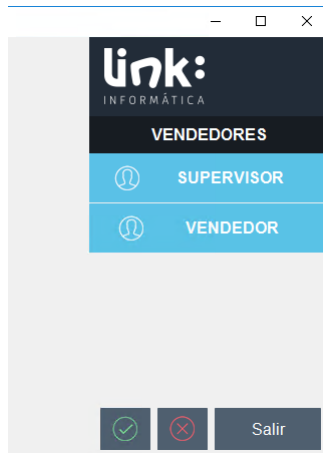 link:
INFORMÁTICA
VENDEDORES
SUPERVISOR
VENDEDOR
Salir